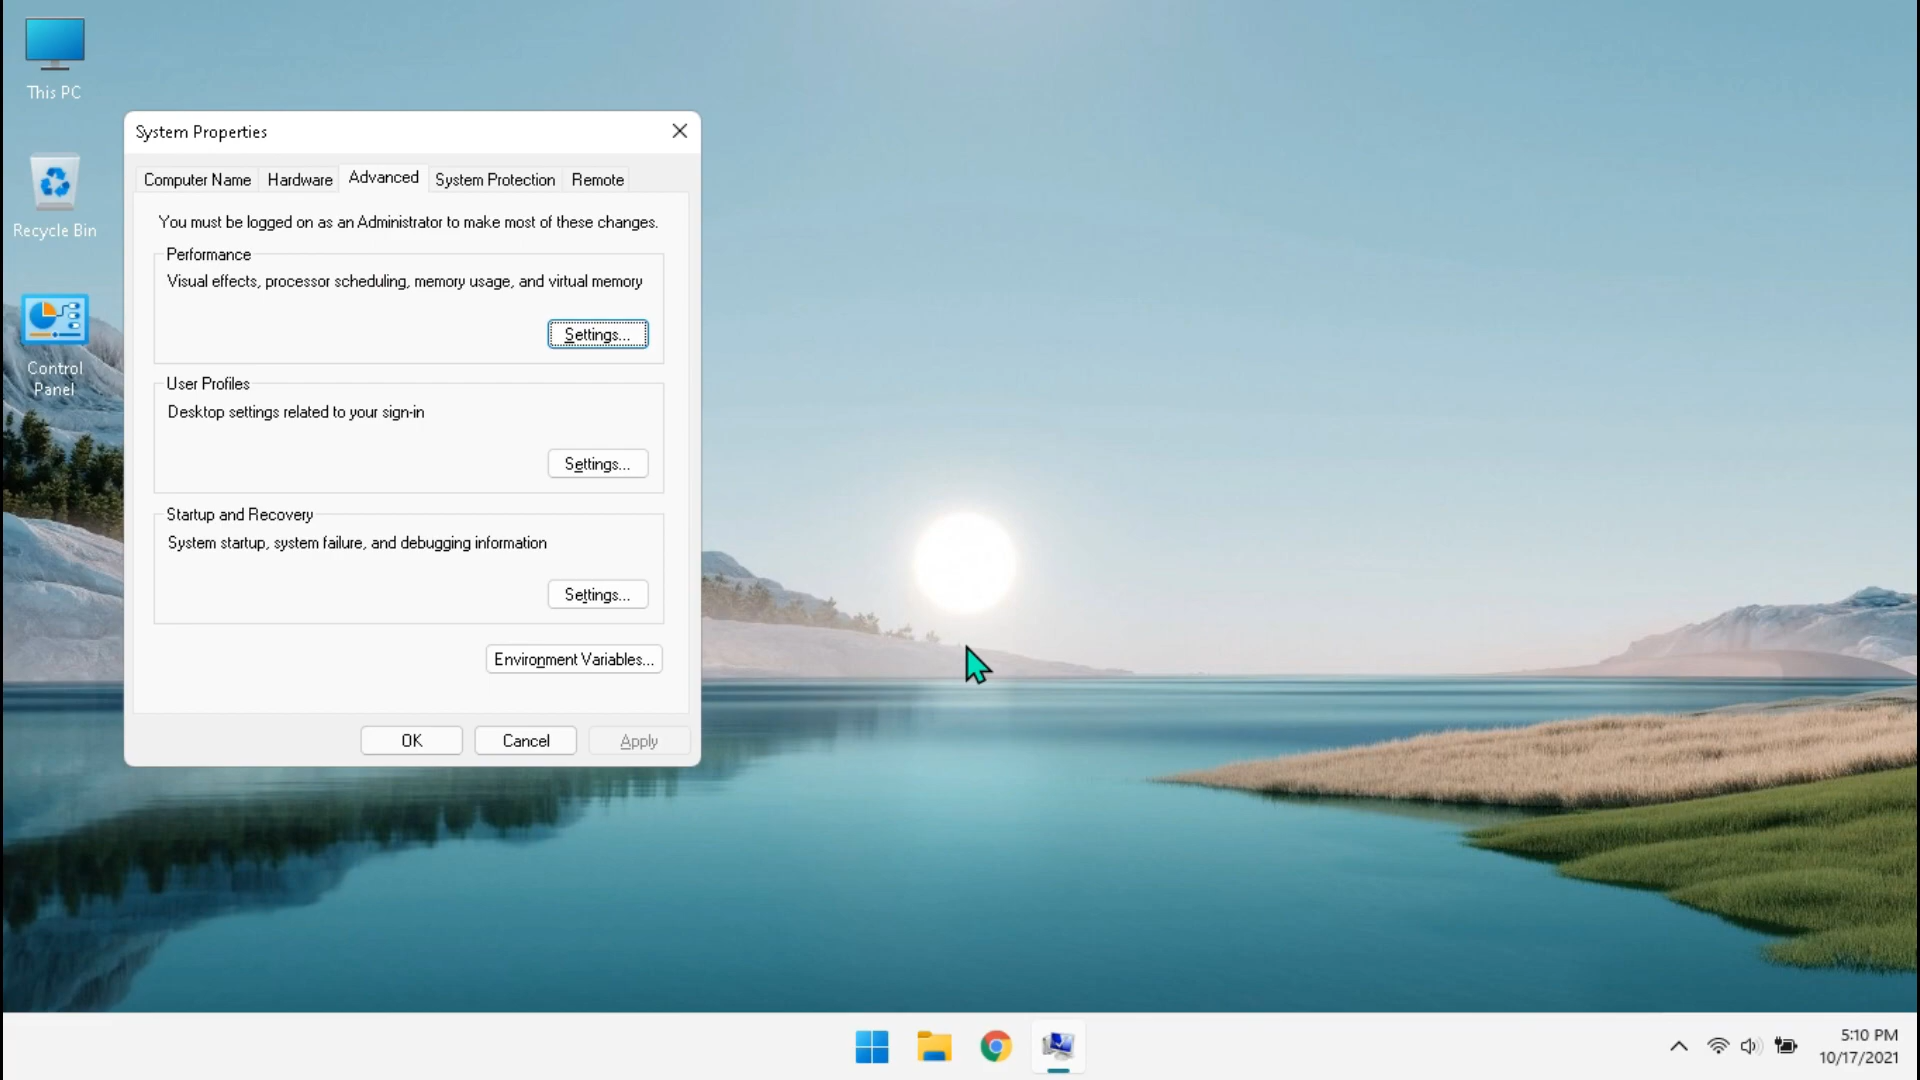 This PC
Recycle Bin
Control
Panel
System Properties
Computer Name
Hardware
Advanced
System Protection
Remote
You must be logged on as an Administrator to make most of these changes.
Performance
Visual effects, processor scheduling, memory usage, and virtual memory
Settings...
User Profiles
Desktop settings related to your sign-in
Settings...
Startup and Recovery
System startup, system failure, and debugging information
Settings...
Environment Variables...
OK
Cancel
Apply
5:10 PM
10/17/2021